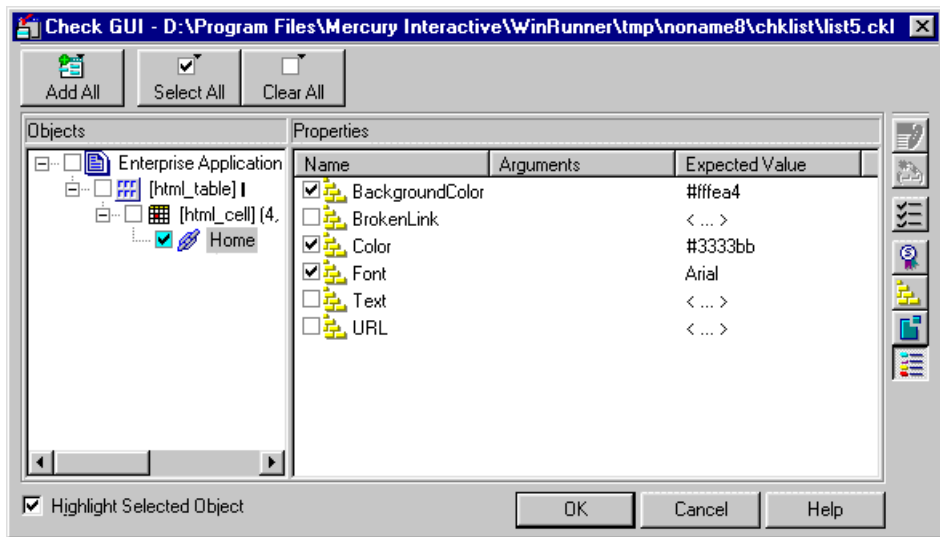 Check GUI - D:\Program Files\Mercury Interactive\WinRunner\tmp\noname8\chklist\list5.ckl
Add All Select All Clear All
Objects Properties
Enterprise Application
[html_table] I
[html_cell] (4,
Home
Name Arguments Expected Value
BackgroundColor #fffea4
BrokenLink < ... >
Color #3333bb
Font Arial
Text < ... >
URL < ... >
Highlight Selected Object OK Cancel Help